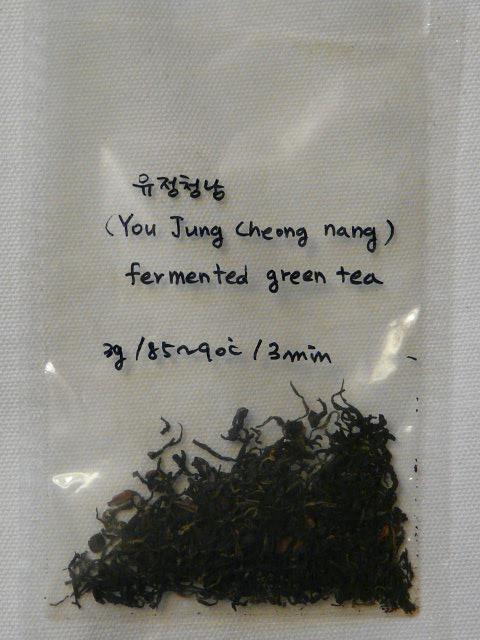 유정청낭
(You Jung Cheong nang)
fermented green tea
3g /85~90℃ /3min